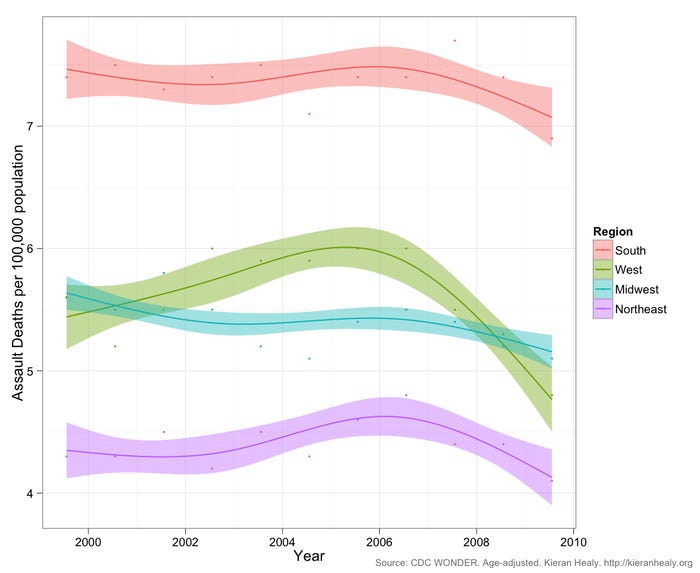 Assault Deaths per 100,000 population
7
6
5
4
2000 2002 2004 2006 2008 2010
Year
Region
South
West
Midwest
Northeast
Source: CDC WONDER. Age-adjusted. Kieran Healy. http://kieranhealy.org